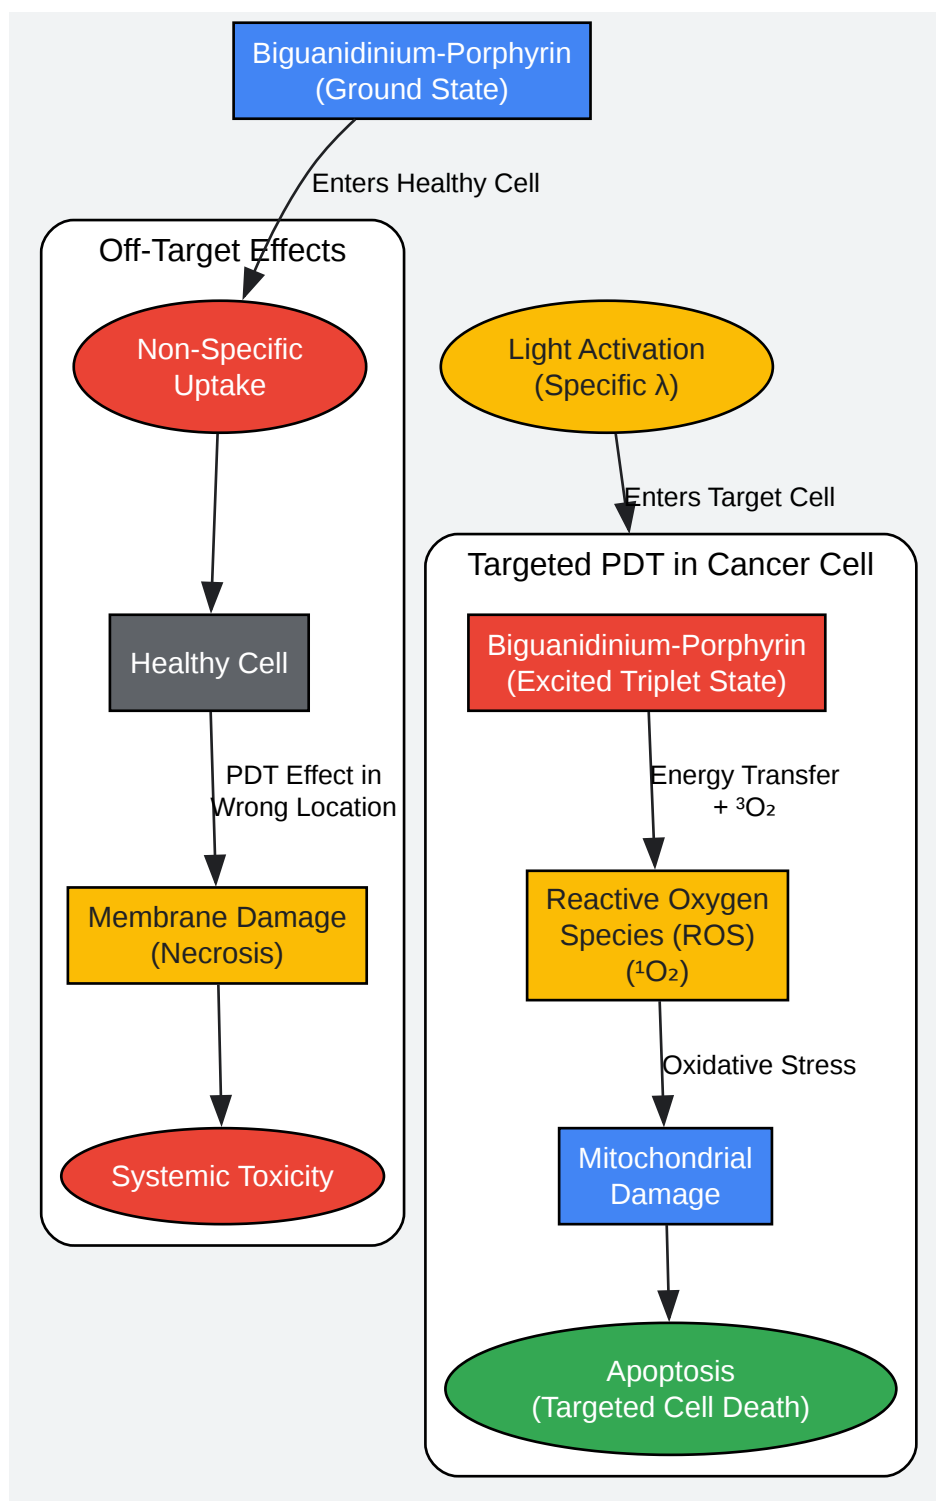 Biguanidinium-Porphyrin
(Ground State)
Enters Healthy Cell
Off-Target Effects
Non-Specific
Uptake
Healthy Cell
PDT Effect in
Wrong Location
Membrane Damage
(Necrosis)
Systemic Toxicity
Light Activation
(Specific λ)
Enters Target Cell
Targeted PDT in Cancer Cell
Biguanidinium-Porphyrin
(Excited Triplet State)
Energy Transfer
+ ³O₂
Reactive Oxygen
Species (ROS)
(¹O₂)
Oxidative Stress
Mitochondrial
Damage
Apoptosis
(Targeted Cell Death)